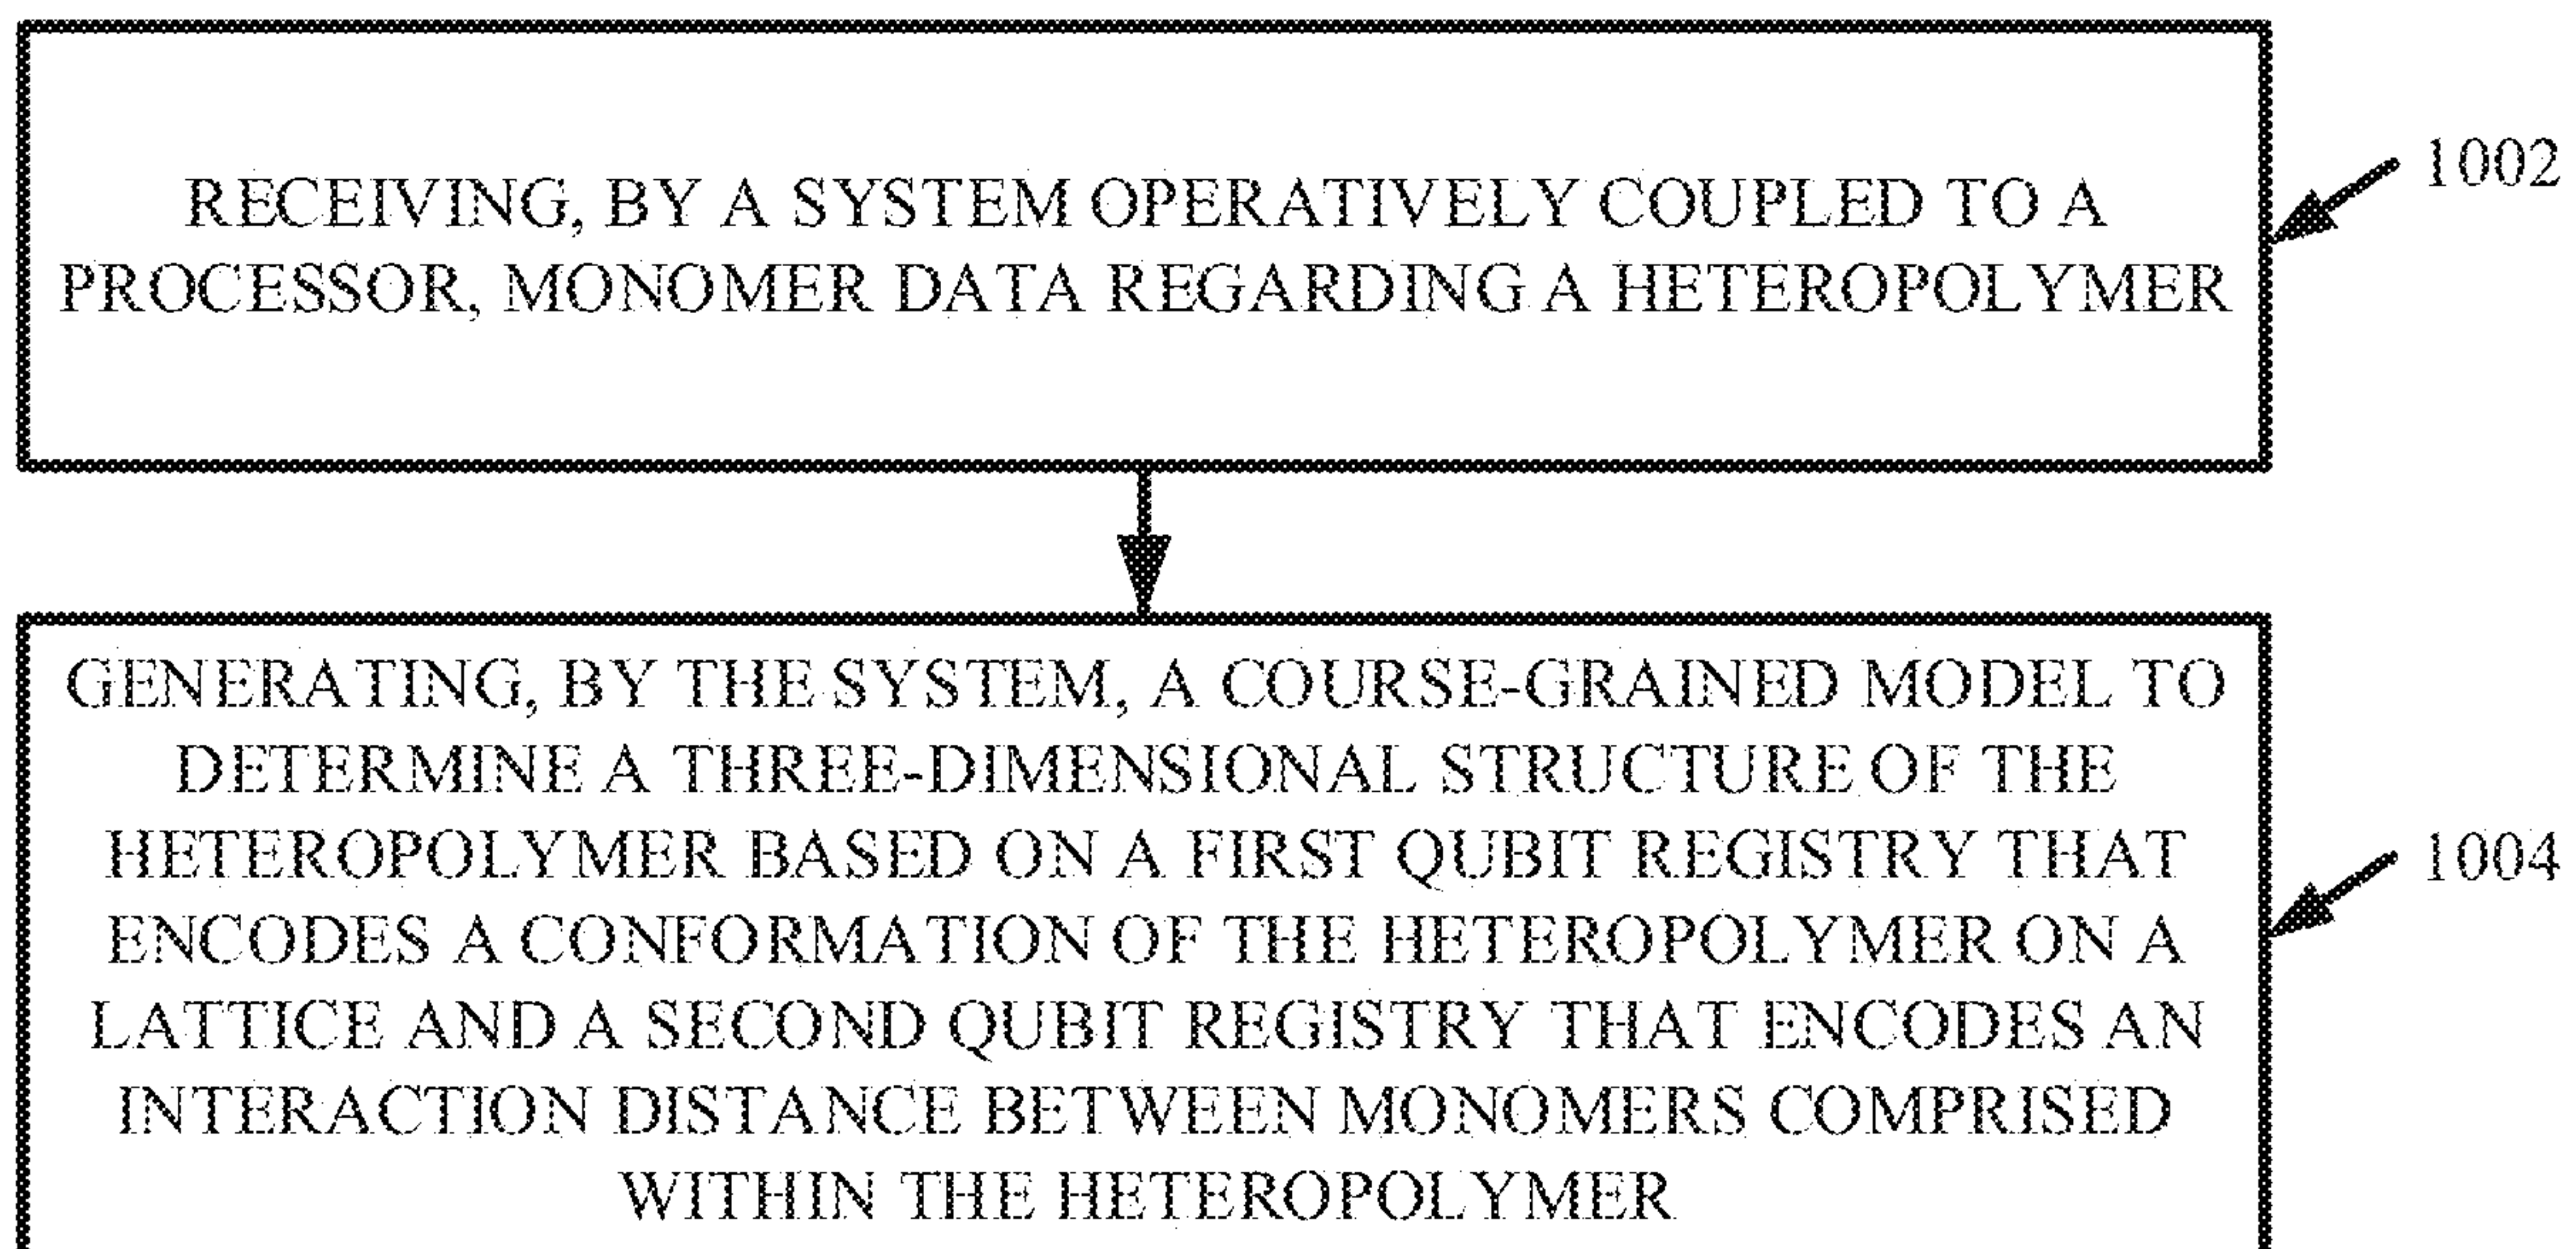 RECEIVING, BY A SYSTEM OPERATIVELY COUPLED TO A
PROCESSOR, MONOMER DATA REGARDING A HETEROPOLYMER
1002
GENERATING, BY THE SYSTEM, A COURSE-GRAINED MODEL TO
DETERMINE A THREE-DIMENSIONAL STRUCTURE OF THE
HETEROPOLYMER BASED ON A FIRST QUBIT REGISTRY THAT
ENCODES A CONFORMATION OF THE HETEROPOLYMER ON A
LATTICE AND A SECOND QUBIT REGISTRY THAT ENCODES AN
INTERACTION DISTANCE BETWEEN MONOMERS COMPRISED
WITHIN THE HETEROPOLYMER
1004